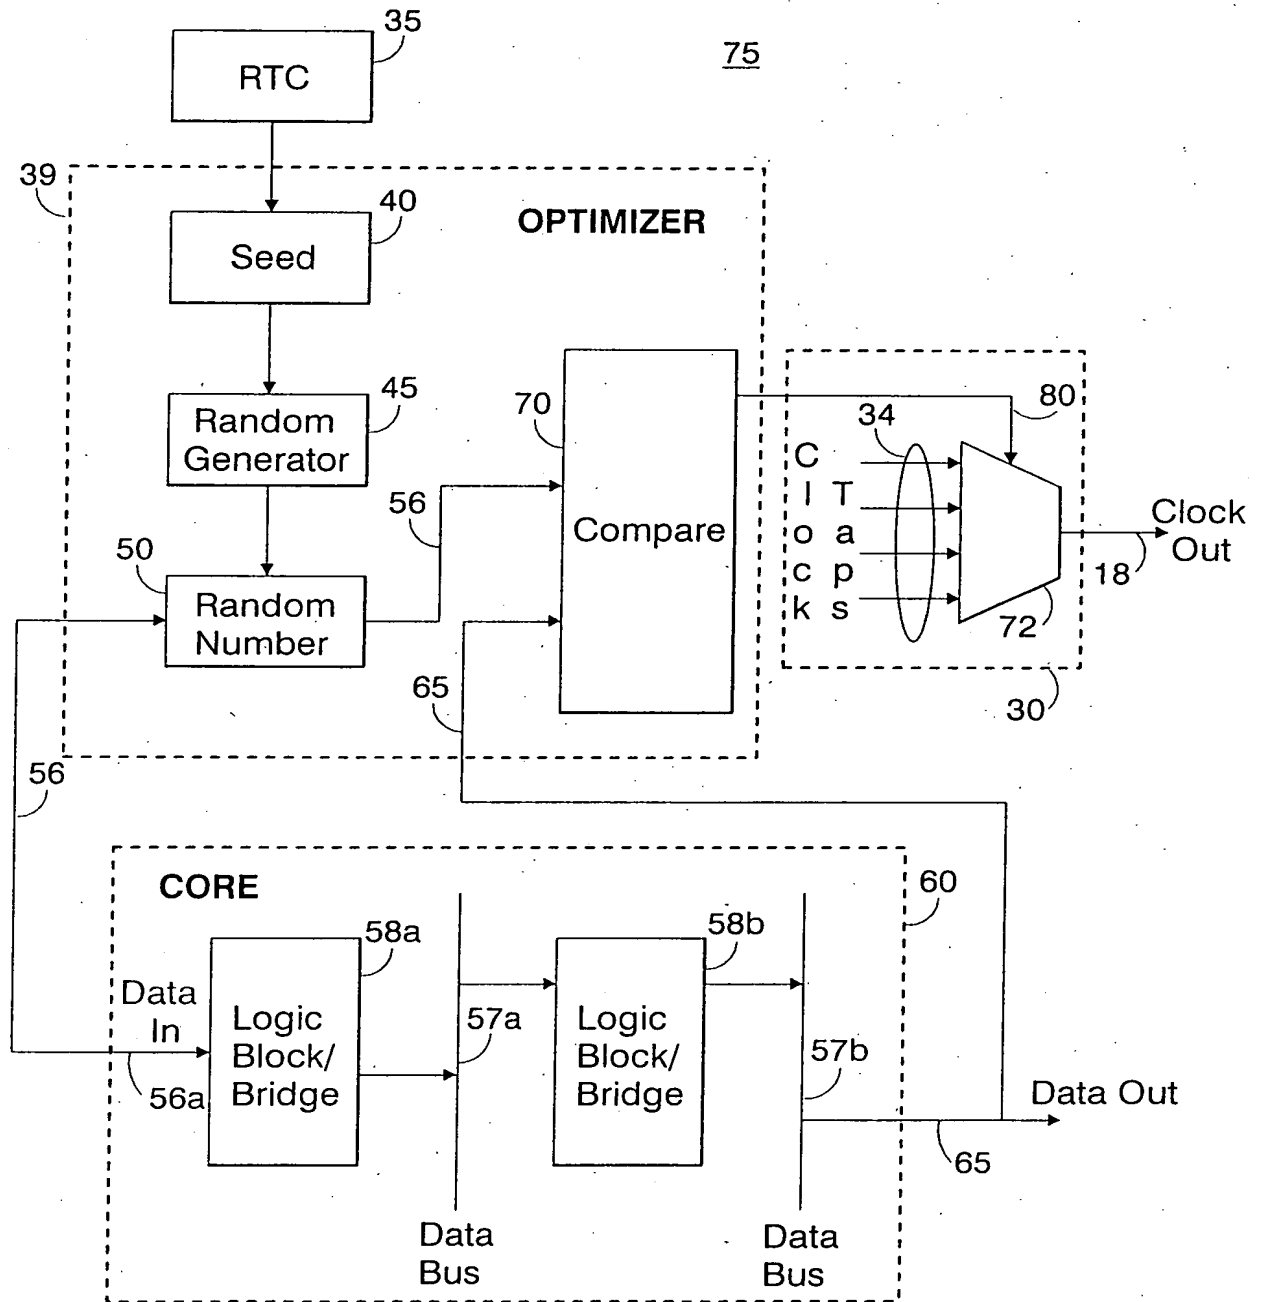 35
75
RTC
39
40
OPTIMIZER
Seed
45
Random
Generator
70
80
34
Clock
Taps
56
Compare
Clock
Out
50
18
Random
Number
72
65
30
56
CORE
60
58a
58b
Data
In
Logic
Block/
Bridge
57a
Logic
Block/
Bridge
57b
56a
Data Out
65
Data
Bus
Data
Bus